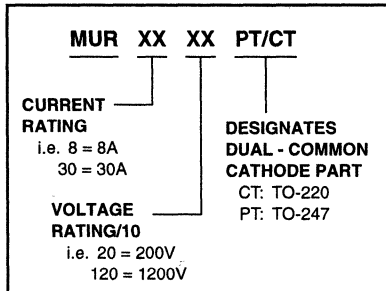 MUR XX XX PT/CT
CURRENT
RATING
i.e. 8 = 8A
30 = 30A
VOLTAGE
RATING/10
i.e. 20 = 200V
120 = 1200V
DESIGNATES
DUAL - COMMON
CATHODE PART
CT: TO-220
PT: TO-247